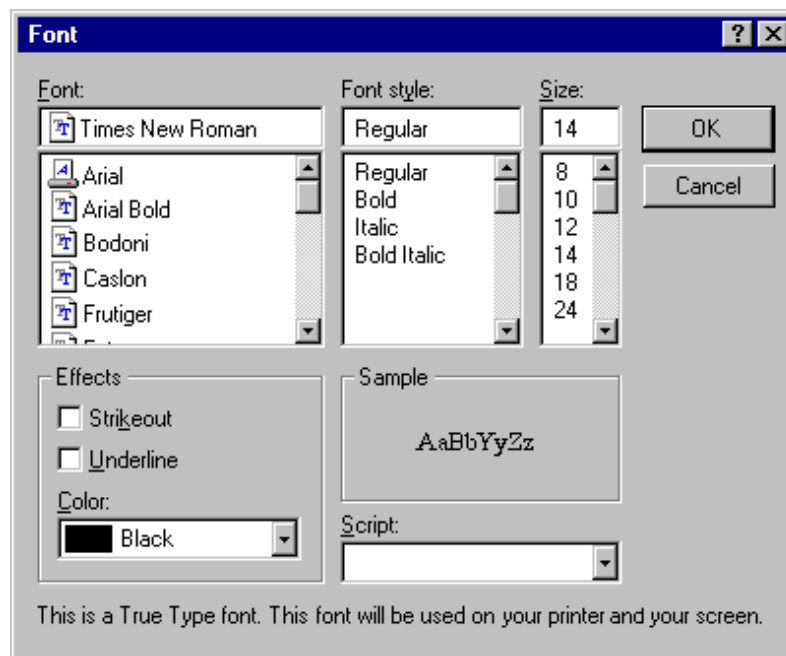 Font
Font:
Times New Roman
Arial
Arial Bold
Bodoni
Caslon
Frutiger
Font style:
Regular
Regular
Bold
Italic
Bold Italic
Size:
14
8
10
12
14
18
24
OK
Cancel
Effects
Strikeout
Underline
Color:
Black
Sample
AaBbYyZz
Script:
This is a True Type font. This font will be used on your printer and your screen.